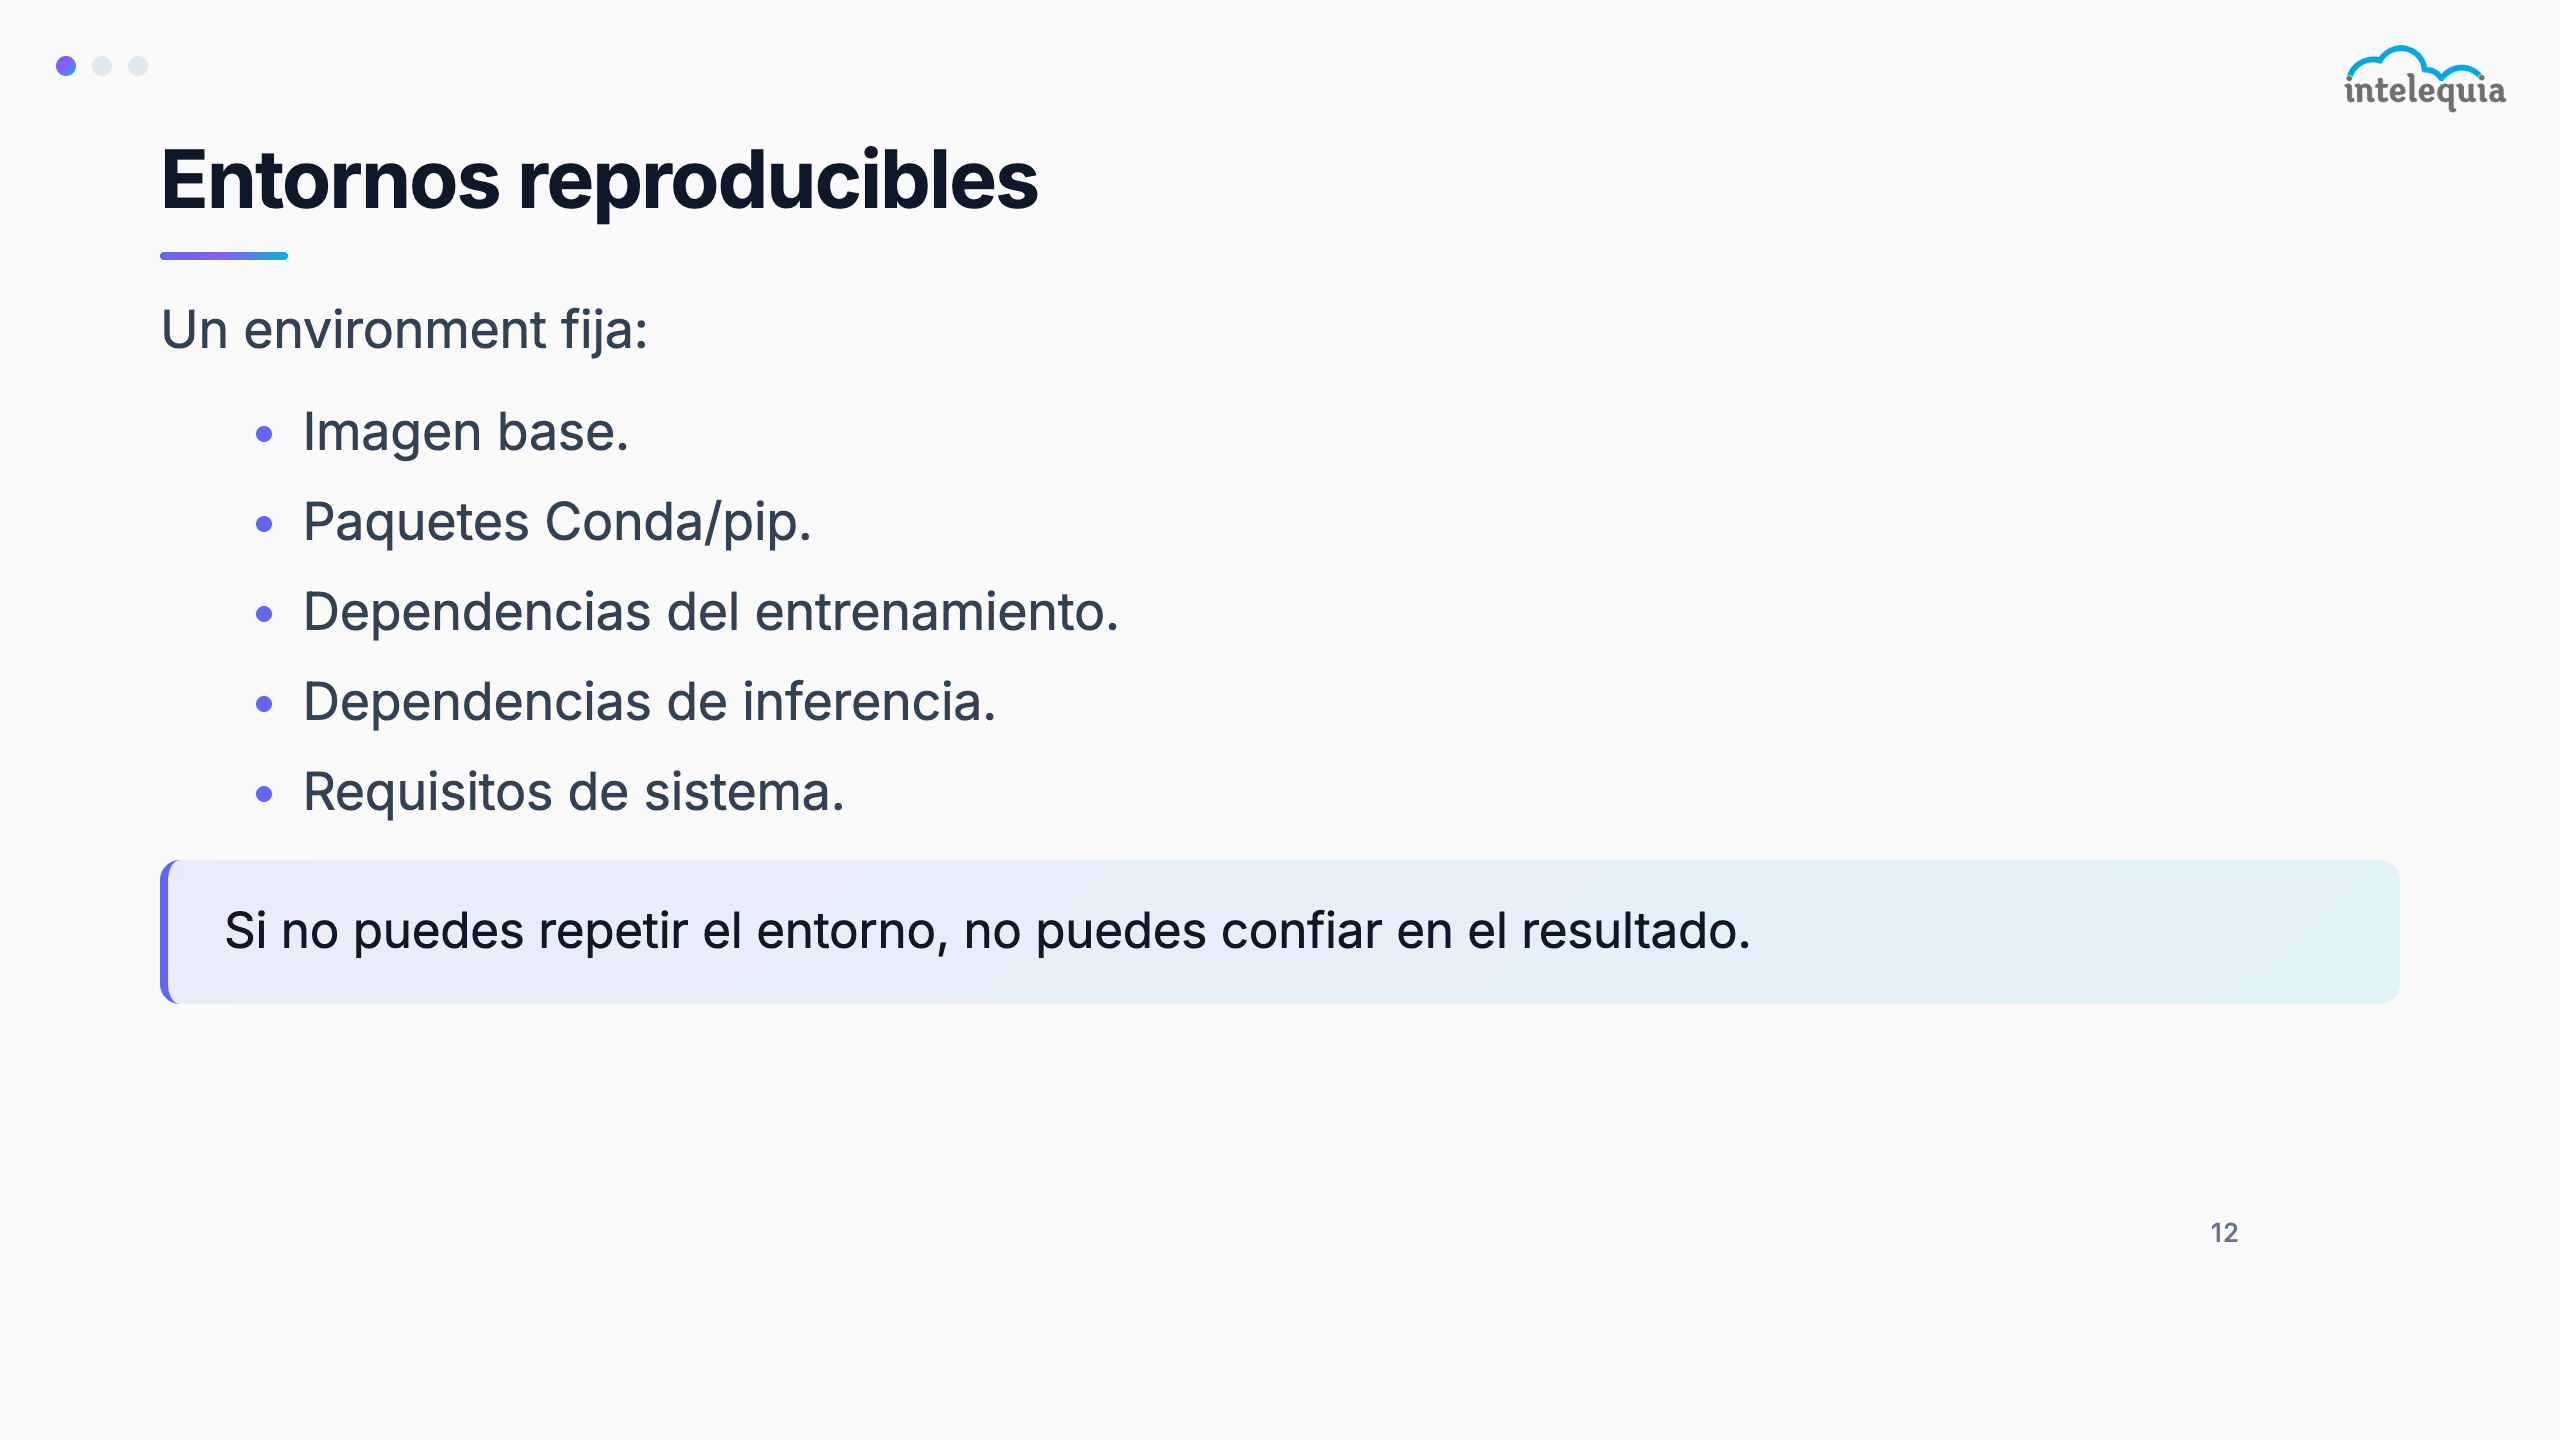 intelequia
Entornos reproducibles
Un environment fija:
Imagen base.
Paquetes Conda/pip.
Dependencias del entrenamiento.
Dependencias de inferencia.
Requisitos de sistema.
Si no puedes repetir el entorno, no puedes confiar en el resultado.
12